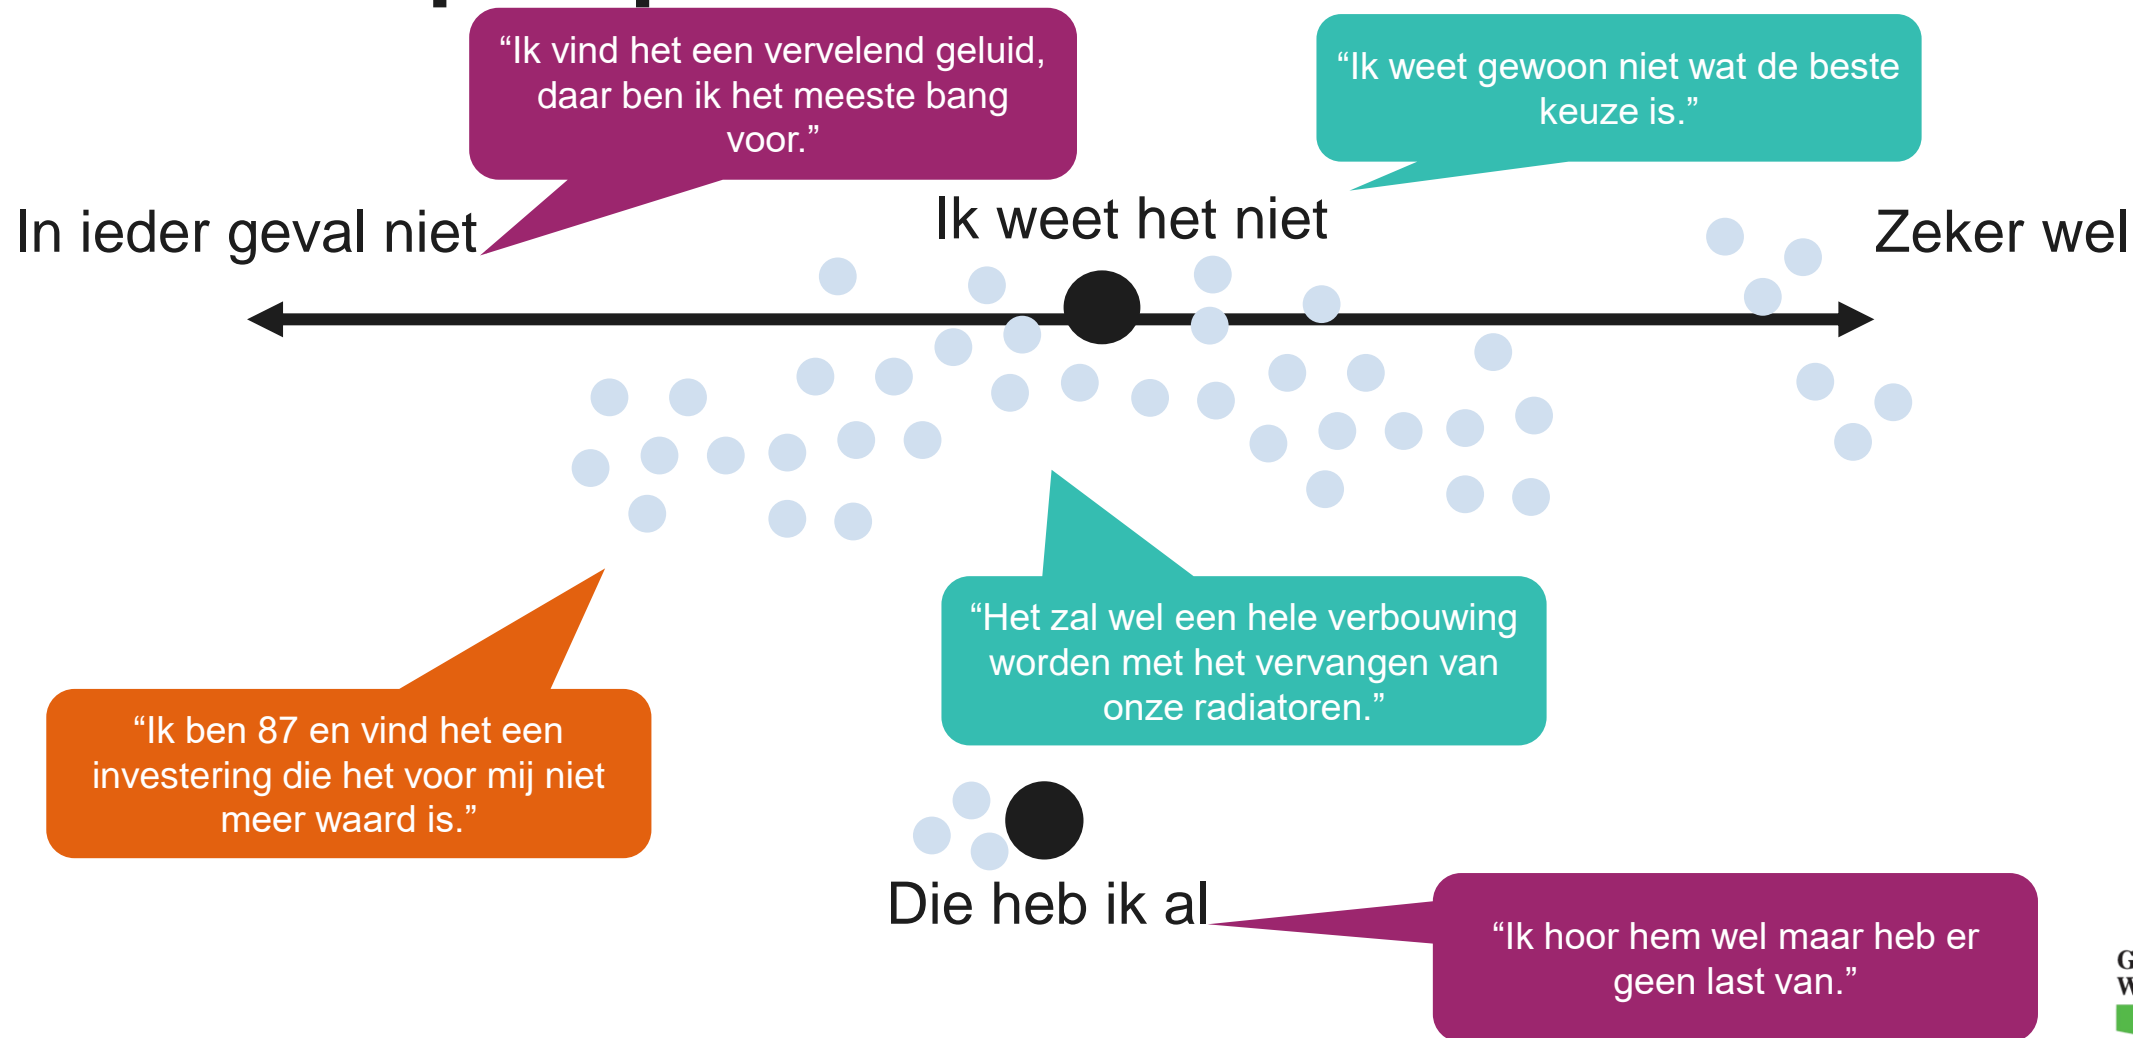 “Ik vind het een vervelend geluid,
daar ben ik het meeste bang
voor.”
“Ik weet gewoon niet wat de beste
keuze is.”
In ieder geval niet
Ik weet het niet
Zeker wel
“Het zal wel een hele verbouwing
worden met het vervangen van
onze radiatoren.”
“Ik ben 87 en vind het een
investering die het voor mij niet
meer waard is.”
Die heb ik al
“Ik hoor hem wel maar heb er
geen last van.”